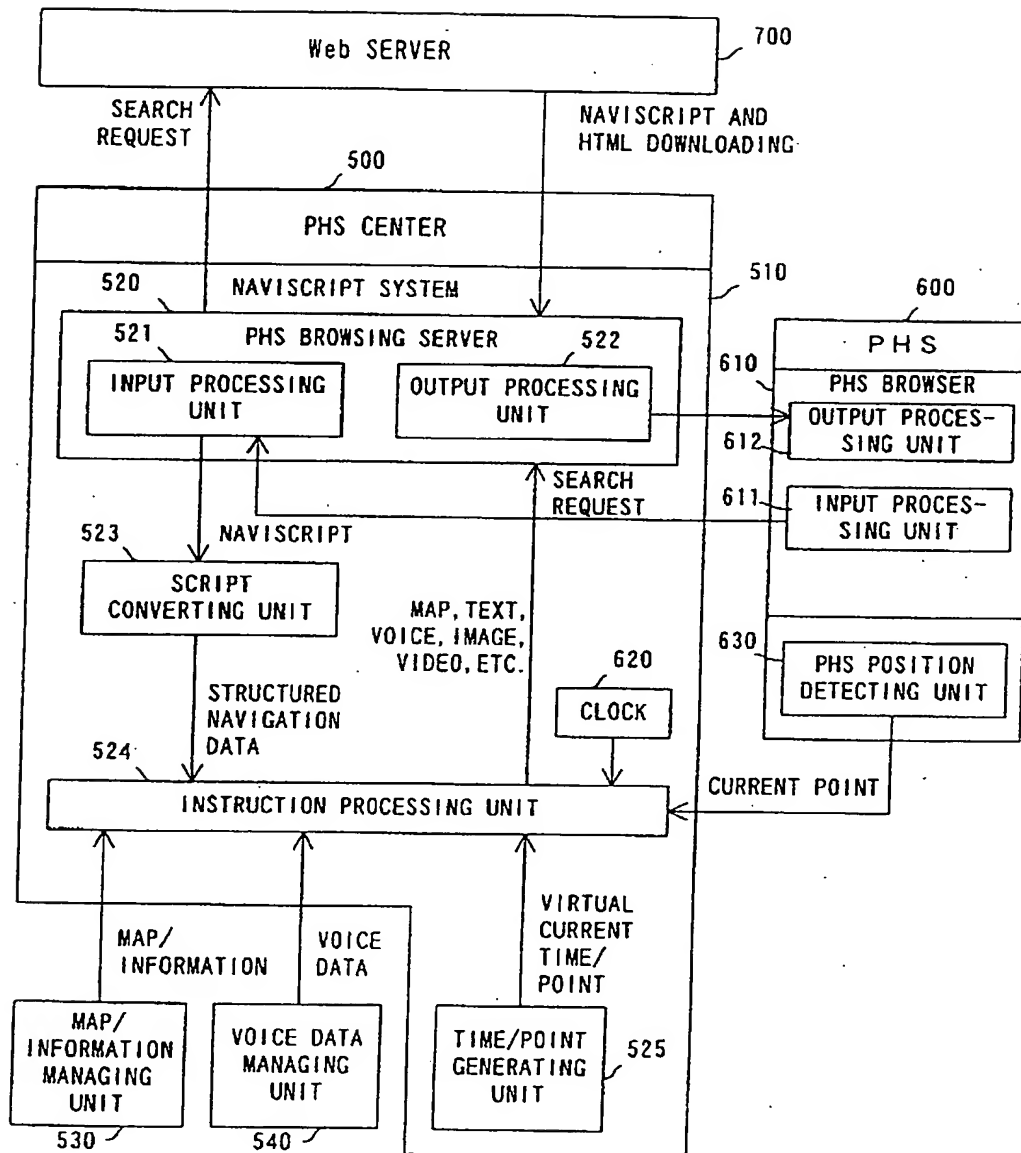 Web SERVER
700
SEARCH
REQUEST
NAVISCRIPT AND
HTML DOWNLOADING
500
PHS CENTER
510
520
NAVISCRIPT SYSTEM
600
PHS
521
PHS BROWSING SERVER
522
610
PHS BROWSER
INPUT PROCESSING
UNIT
OUTPUT PROCESSING
UNIT
OUTPUT PROCES-
SING UNIT
612
SEARCH
REQUEST
611
INPUT PROCES-
SING UNIT
523
NAVISCRIPT
SCRIPT
CONVERTING UNIT
MAP, TEXT,
VOICE, IMAGE,
VIDEO, ETC.
620
CLOCK
630
PHS POSITION
DETECTING UNIT
STRUCTURED
NAVIGATION
DATA
524
INSTRUCTION PROCESSING UNIT
CURRENT POINT
MAP/
INFORMATION
VOICE
DATA
VIRTUAL
CURRENT
TIME/
POINT
MAP/
INFORMATION
MANAGING
UNIT
530
VOICE DATA
MANAGING
UNIT
540
TIME/POINT
GENERATING
UNIT
525